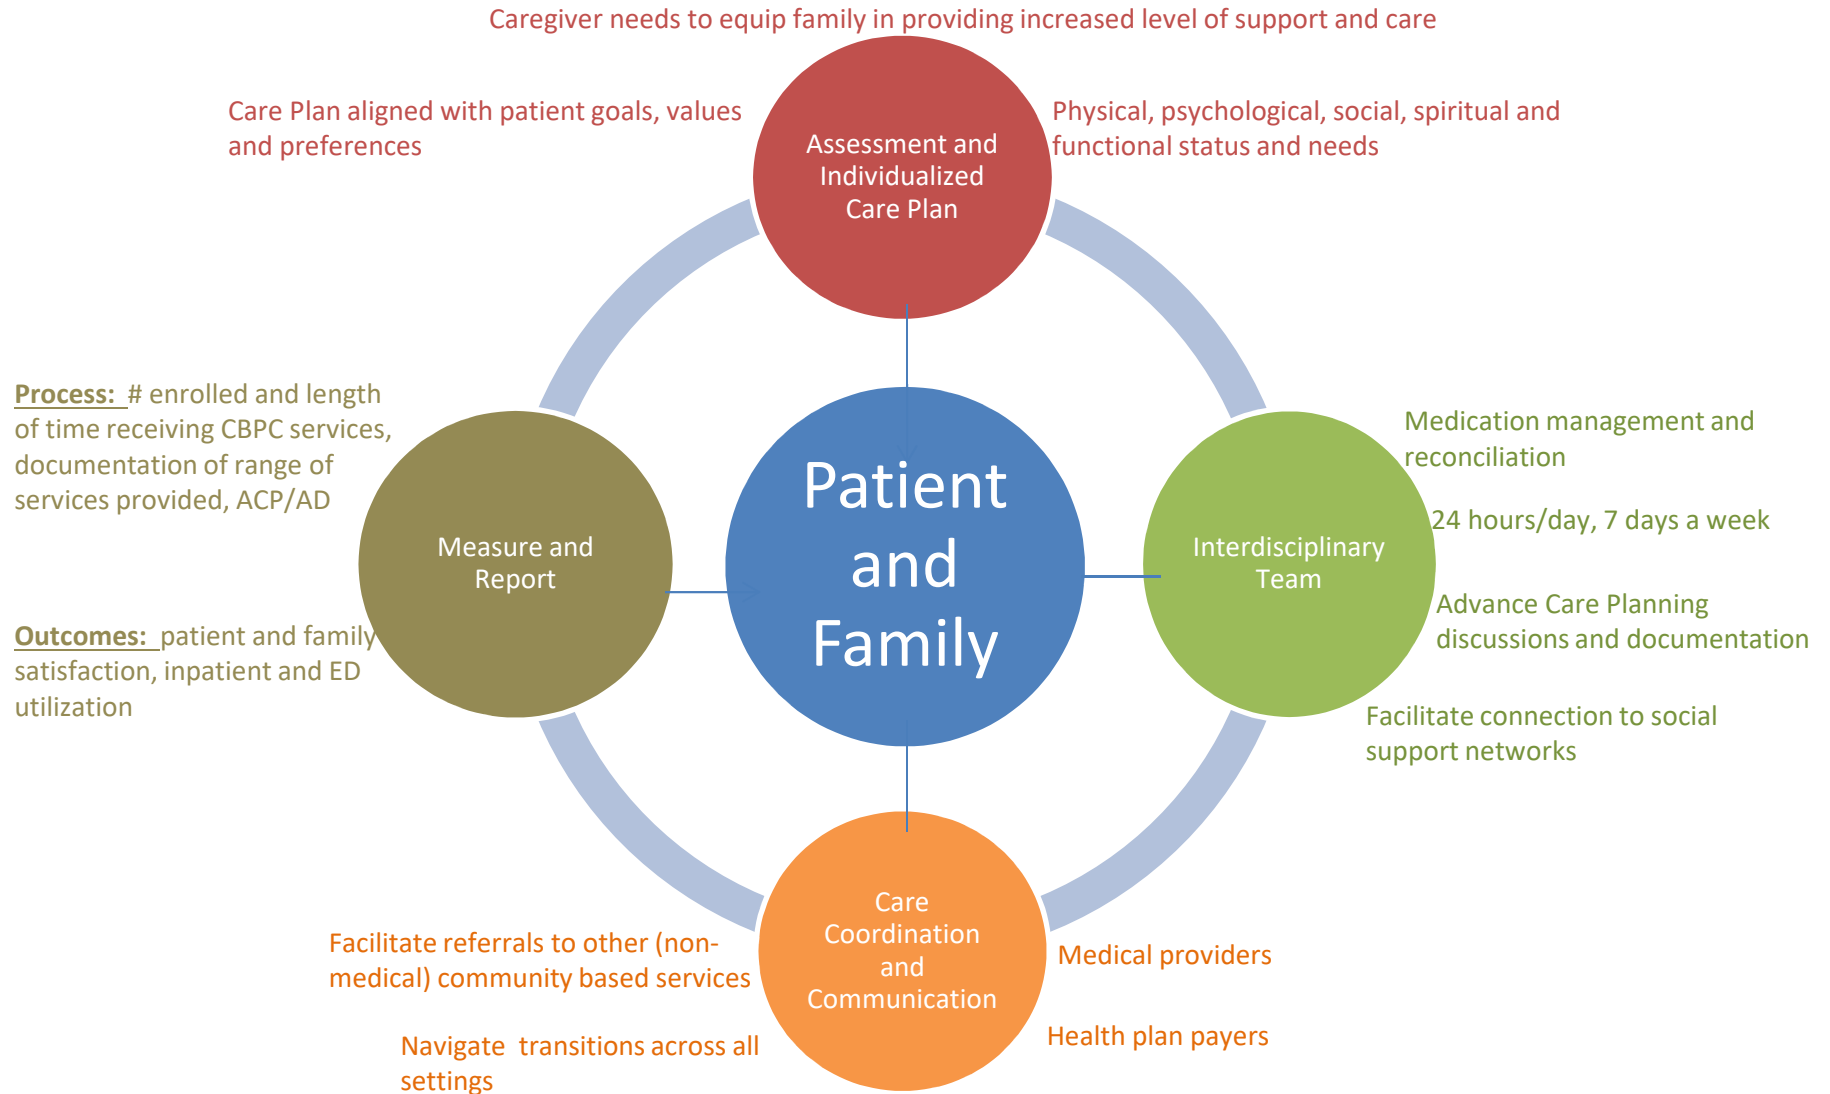 Caregiver needs to equip family in providing increased level of support and care
Care Plan aligned with patient goals, values
and preferences
Assessment and
Individualized
Care Plan
Physical, psychological, social, spiritual and
functional status and needs
Process: # enrolled and length
of time receiving CBPC services,
documentation of range of
services provided, ACP/AD
Outcomes: patient and family
satisfaction, inpatient and ED
utilization
Measure and
Report
Patient
and
Family
Interdisciplinary
Team
Medication management and
reconciliation
24 hours/day, 7 days a week
Advance Care Planning
discussions and documentation
Facilitate connection to social
support networks
Facilitate referrals to other (non-
medical) community based services
Navigate transitions across all
settings
Care
Coordination
and
Communication
Medical providers
Health plan payers